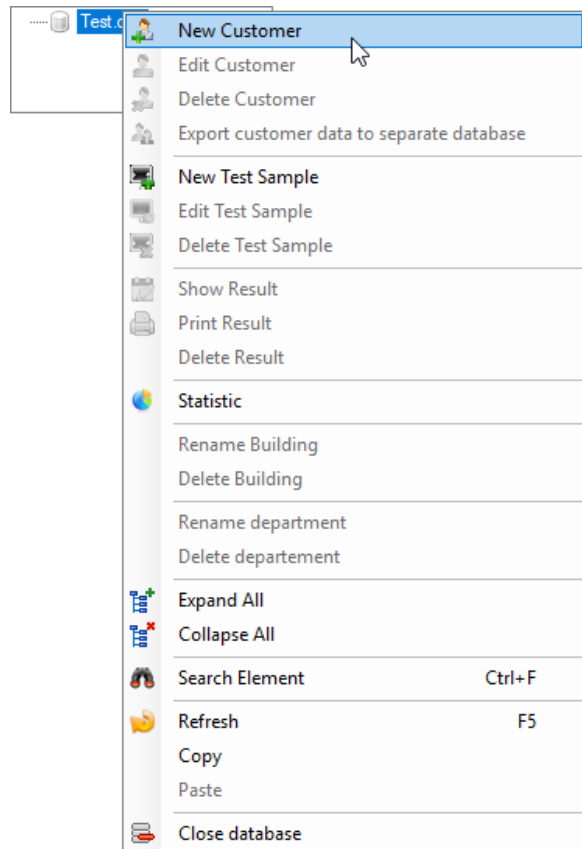 Test.
New Customer
Edit Customer
Delete Customer
Export customer data to separate database
New Test Sample
Edit Test Sample
Delete Test Sample
Show Result
Print Result
Delete Result
Statistic
Rename Building
Delete Building
Rename department
Delete departement
Expand All
Collapse All
Search Element Ctrl+F
Refresh F5
Copy
Paste
Close database